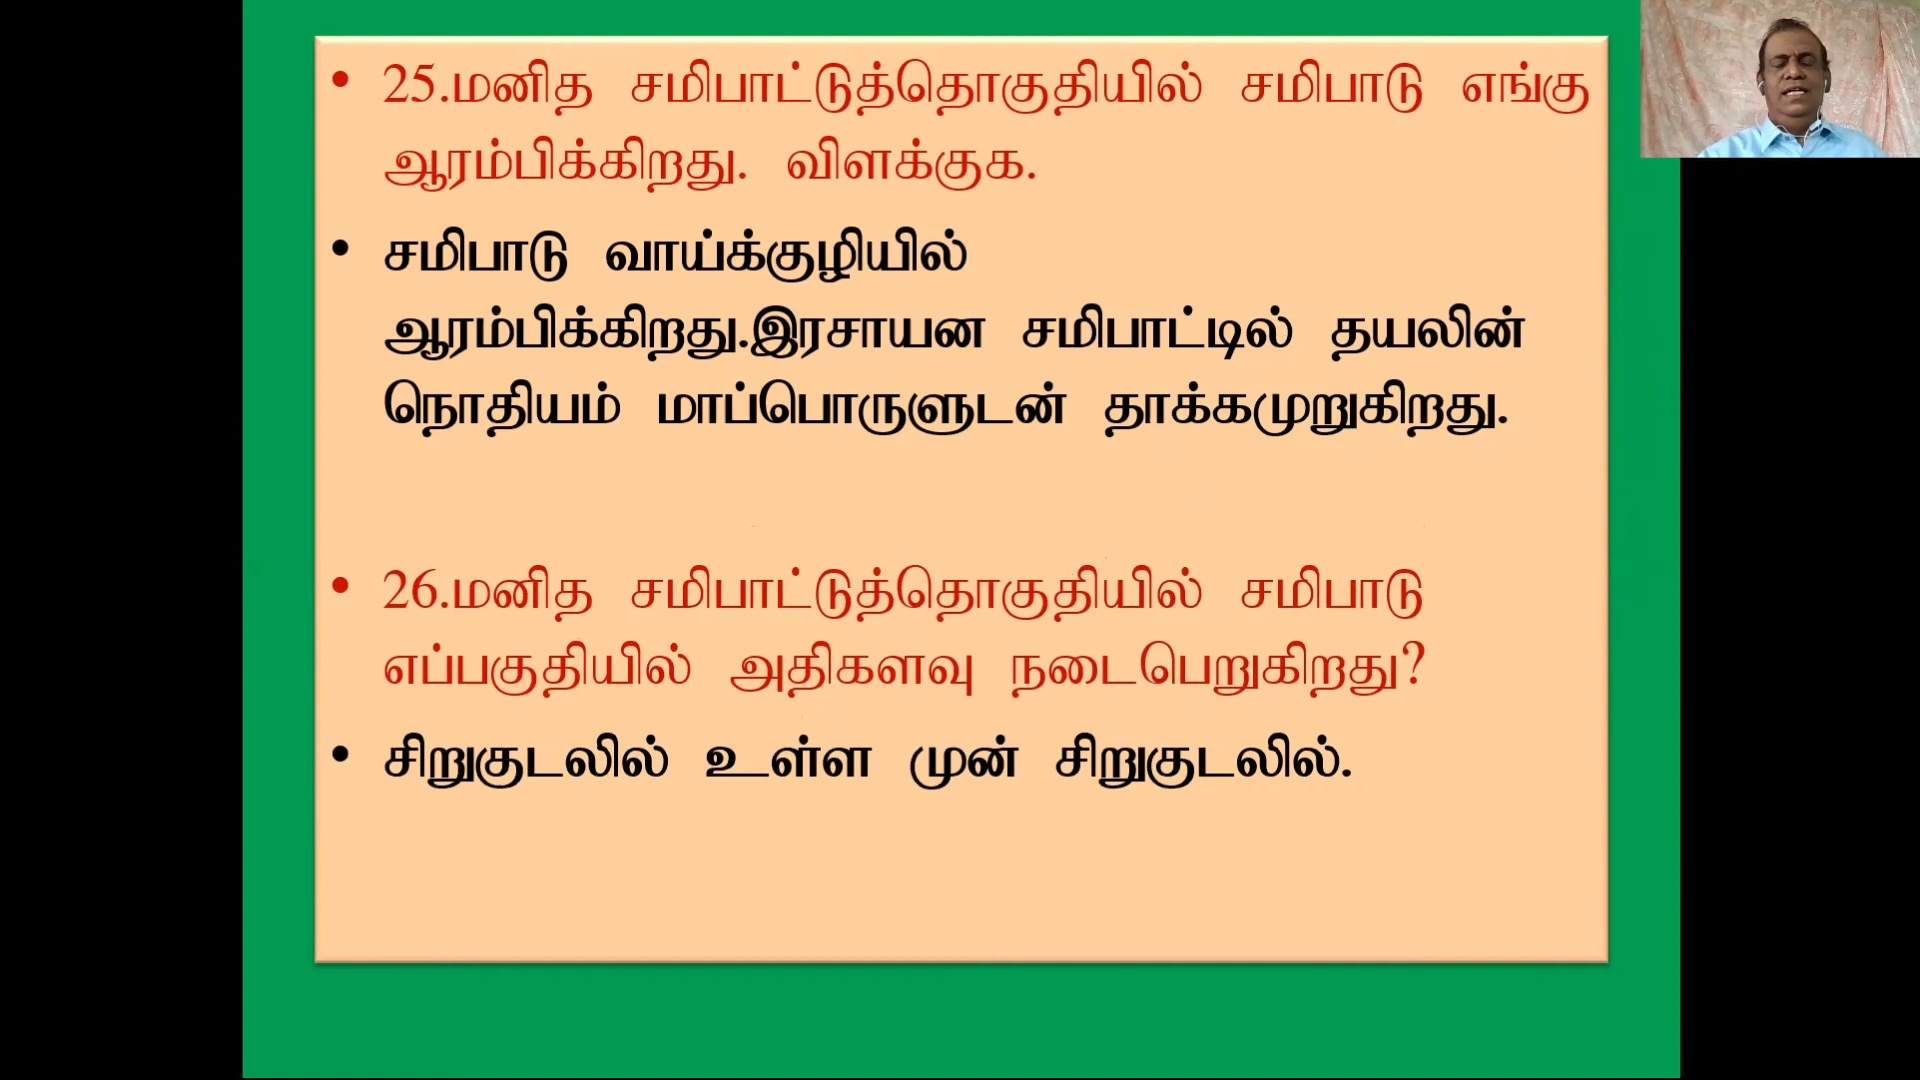 • 25.மனித சமிபாட்டுத்தொகுதியில் சமிபாடு எங்கு
ஆரம்பிக்கிறது. விளக்குக.
• சமிபாடு வாய்க்குழியில்
ஆரம்பிக்கிறது.இரசாயன சமிபாட்டில் தயலின்
நொதியம் மாப்பொருளுடன் தாக்கமுறுகிறது.
• 26.மனித சமிபாட்டுத்தொகுதியில் சமிபாடு
எப்பகுதியில் அதிகளவு நடைபெறுகிறது?
• சிறுகுடலில் உள்ள முன் சிறுகுடலில்.